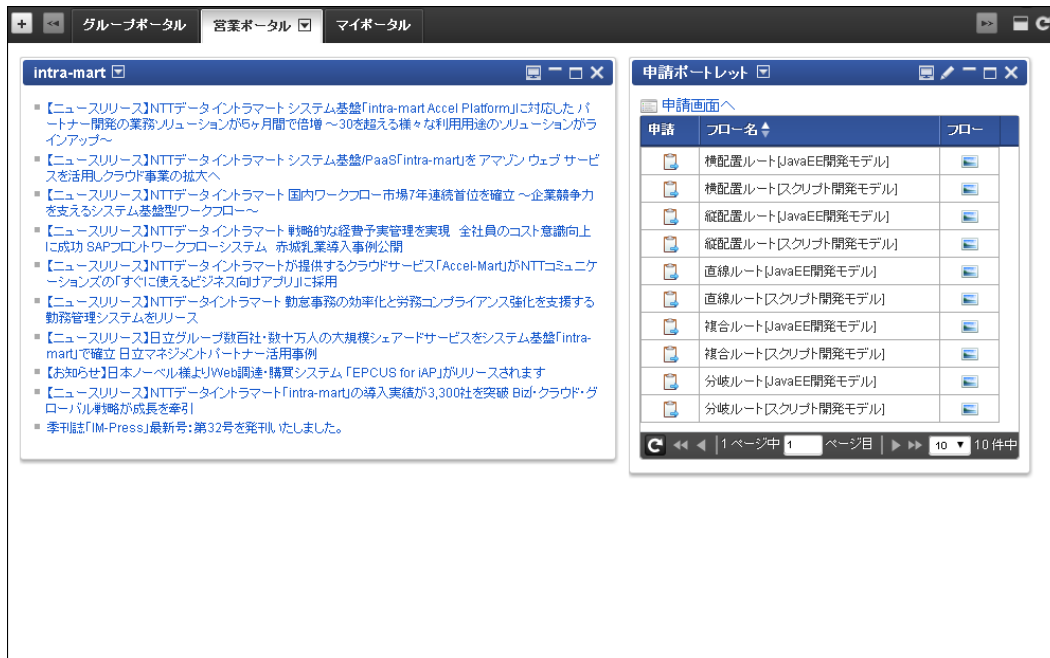 グループポータル 営業ポータル マイポータル
intra-mart
【ニュースリリース】NTTデータイントラマート システム基盤「intra-mart Accel Platform」に対応した パ
ートナー開発の業務ソリューションが5ヶ月間で倍増 ～30を超える様々な利用用途のソリューションがラ
インアップ～
【ニュースリリース】NTTデータイントラマート システム基盤/PaaS「intra-mart」を アマゾン ウェブ サービ
スを活用しクラウド事業の拡大へ
【ニュースリリース】NTTデータイントラマート 国内ワークフロー市場7年連続首位を確立 ～企業競争力
を支えるシステム基盤型ワークフロー～
【ニュースリリース】NTTデータイントラマート 戦略的な経費予実管理を実現 全社員のコスト意識向上
に成功 SAPフロントワークフローシステム 赤城乳業導入事例公開
【ニュースリリース】NTTデータイントラマートが提供するクラウドサービス「Accel-Mart」がNTTコミュニケ
ーションズの「すぐに使えるビジネス向けアプリ」に採用
【ニュースリリース】NTTデータイントラマート 勤怠事務の効率化と労務コンプライアンス強化を支援する
勤務管理システムをリリース
【ニュースリリース】日立グループ数百社・数十万人の大規模シェアードサービスをシステム基盤「intra-
mart」で確立 日立マネジメントパートナー活用事例
【お知らせ】日本ノーベル様よりWeb調達・購買システム 「EPCUS for iAP」がリリースされます
【ニュースリリース】NTTデータイントラマート「intra-mart」の導入実績が3,300社を突破 Biz∫・クラウド・グ
ローバル戦略が成長を牽引
季刊誌「IM-Press」最新号：第32号を発刊いたしました。
申請ポートレット
申請画面へ
申請 フロー名 フロー
横配置ルート[JavaEE開発モデル]
横配置ルート[スクリプト開発モデル]
縦配置ルート[JavaEE開発モデル]
縦配置ルート[スクリプト開発モデル]
直線ルート[JavaEE開発モデル]
直線ルート[スクリプト開発モデル]
複合ルート[JavaEE開発モデル]
複合ルート[スクリプト開発モデル]
分岐ルート[JavaEE開発モデル]
分岐ルート[スクリプト開発モデル]
1 ページ中 1 ページ目 10 10 件中